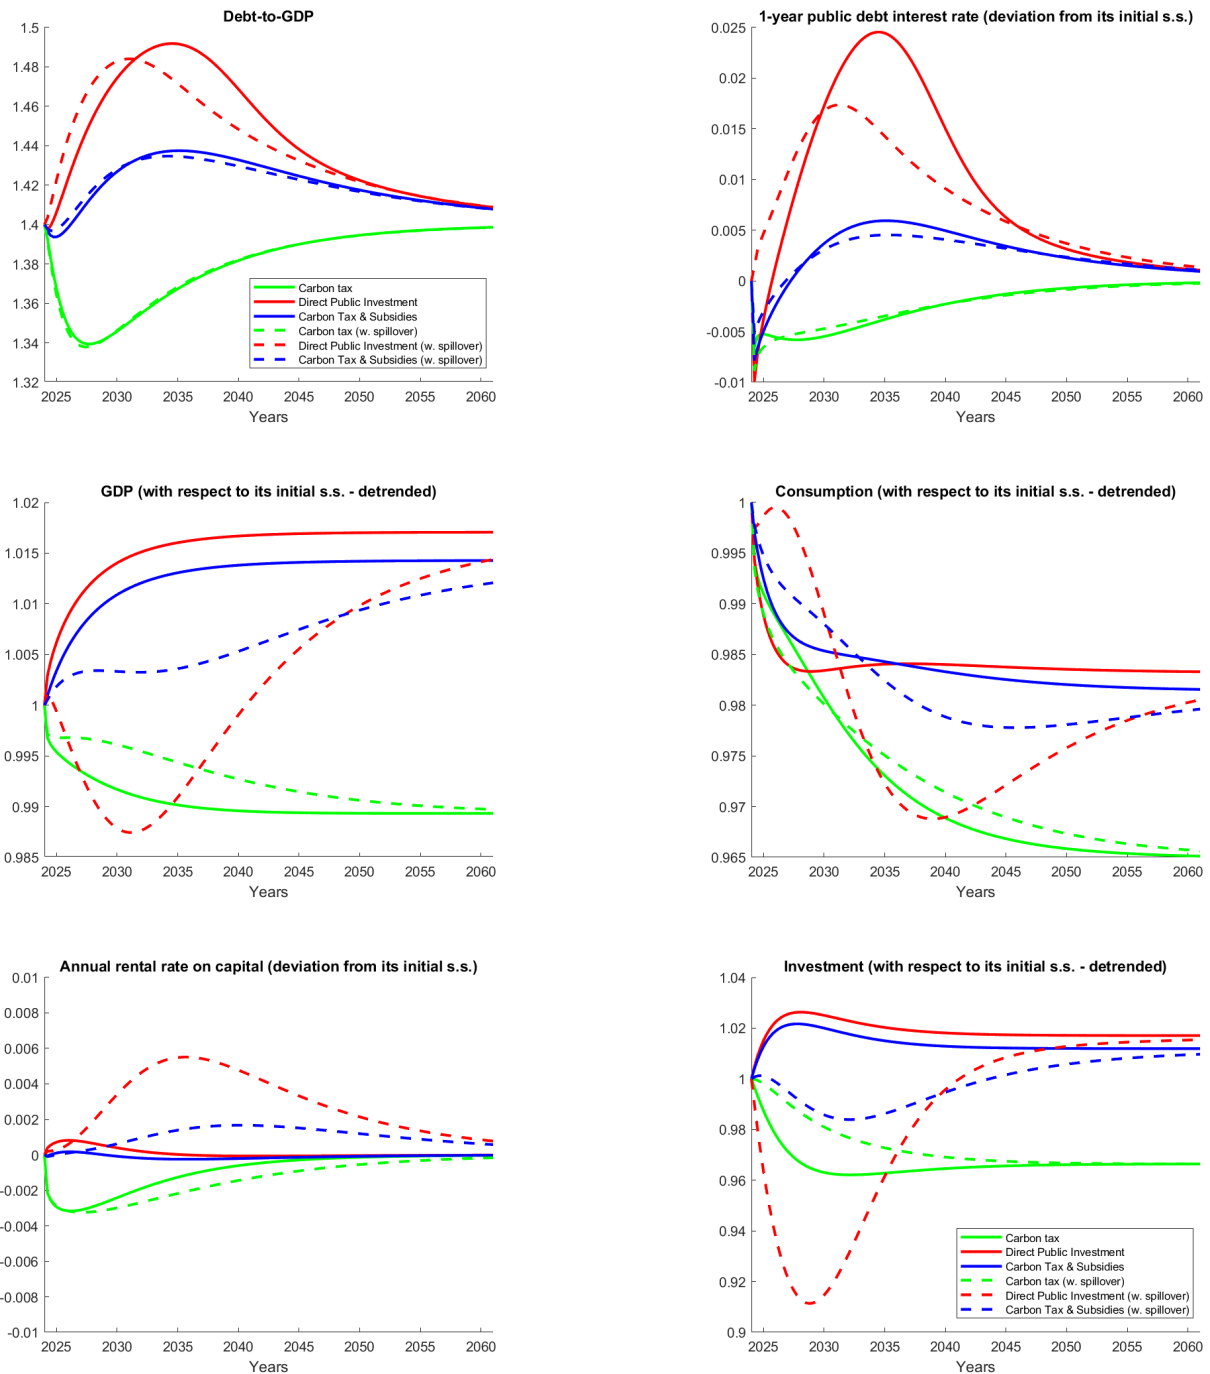 Debt-to-GDP
1.5
1.48
1.46
1.44
1.42
1.4
1.38
1.36
1.34
1.32
2025 2030 2035 2040 2045 2050 2055 2060
Years
Carbon tax
Direct Public Investment
Carbon Tax & Subsidies
Carbon tax (w. spillover)
Direct Public Investment (w. spillover)
Carbon Tax & Subsidies (w. spillover)
1-year public debt interest rate (deviation from its initial s.s.)
0.025
0.02
0.015
0.01
0.005
0
-0.005
-0.01
2025 2030 2035 2040 2045 2050 2055 2060
Years
GDP (with respect to its initial s.s. - detrended)
1.02
1.015
1.01
1.005
1
0.995
0.99
0.985
2025 2030 2035 2040 2045 2050 2055 2060
Years
Consumption (with respect to its initial s.s. - detrended)
1
0.995
0.99
0.985
0.98
0.975
0.97
0.965
2025 2030 2035 2040 2045 2050 2055 2060
Years
Annual rental rate on capital (deviation from its initial s.s.)
0.01
0.008
0.006
0.004
0.002
0
-0.002
-0.004
-0.006
-0.008
-0.01
2025 2030 2035 2040 2045 2050 2055 2060
Years
Investment (with respect to its initial s.s. - detrended)
1.04
1.02
1
0.98
0.96
0.94
0.92
0.9
2025 2030 2035 2040 2045 2050 2055 2060
Years
Carbon tax
Direct Public Investment
Carbon Tax & Subsidies
Carbon tax (w. spillover)
Direct Public Investment (w. spillover)
Carbon Tax & Subsidies (w. spillover)